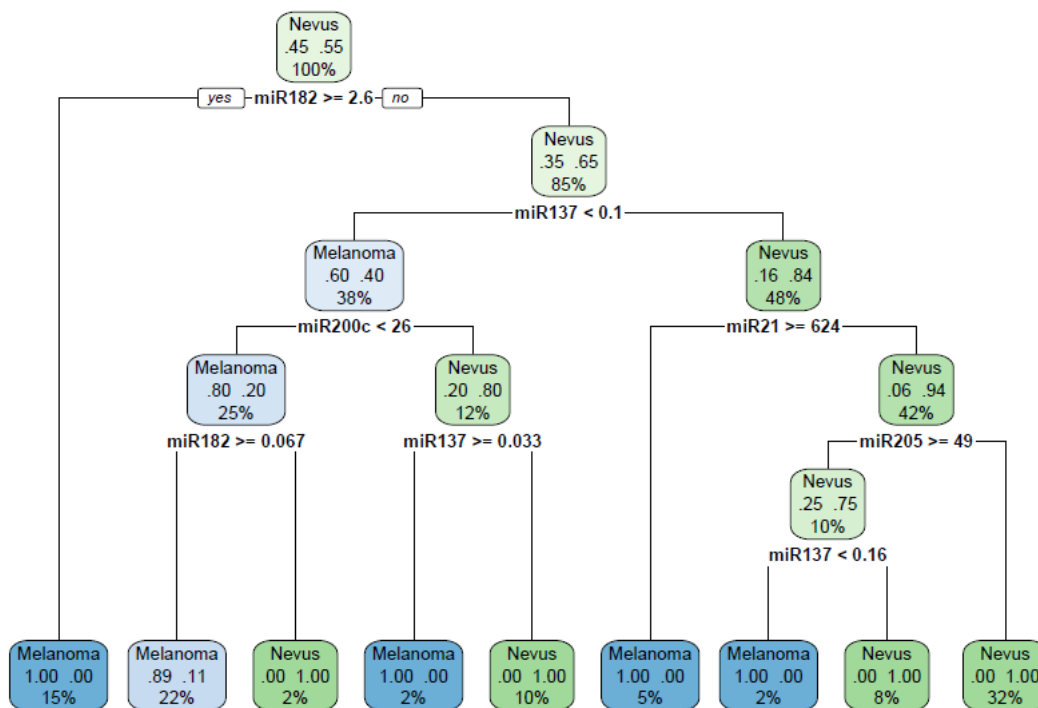 Nevus
.45 .55
100%
yes miR182 >= 2.6 no
Nevus
.35 .65
85%
miR137 < 0.1
Melanoma Nevus
.60 .40 .16 .84
38% 48%
miR200c < 26 miR21 >= 624
Melanoma Nevus Nevus
.80 .20 .20 .80 .06 .94
25% 12% 42%
miR182 >= 0.067 miR137 >= 0.033 miR205 >= 49
Nevus
.25 .75
10%
miR137 < 0.16
Melanoma Melanoma Nevus Melanoma Nevus Melanoma Melanoma Nevus Nevus
1.00 .00 .89 .11 .00 1.00 1.00 .00 .00 1.00 1.00 .00 1.00 .00 .00 1.00 .00 1.00
15% 22% 2% 2% 10% 5% 2% 8% 32%